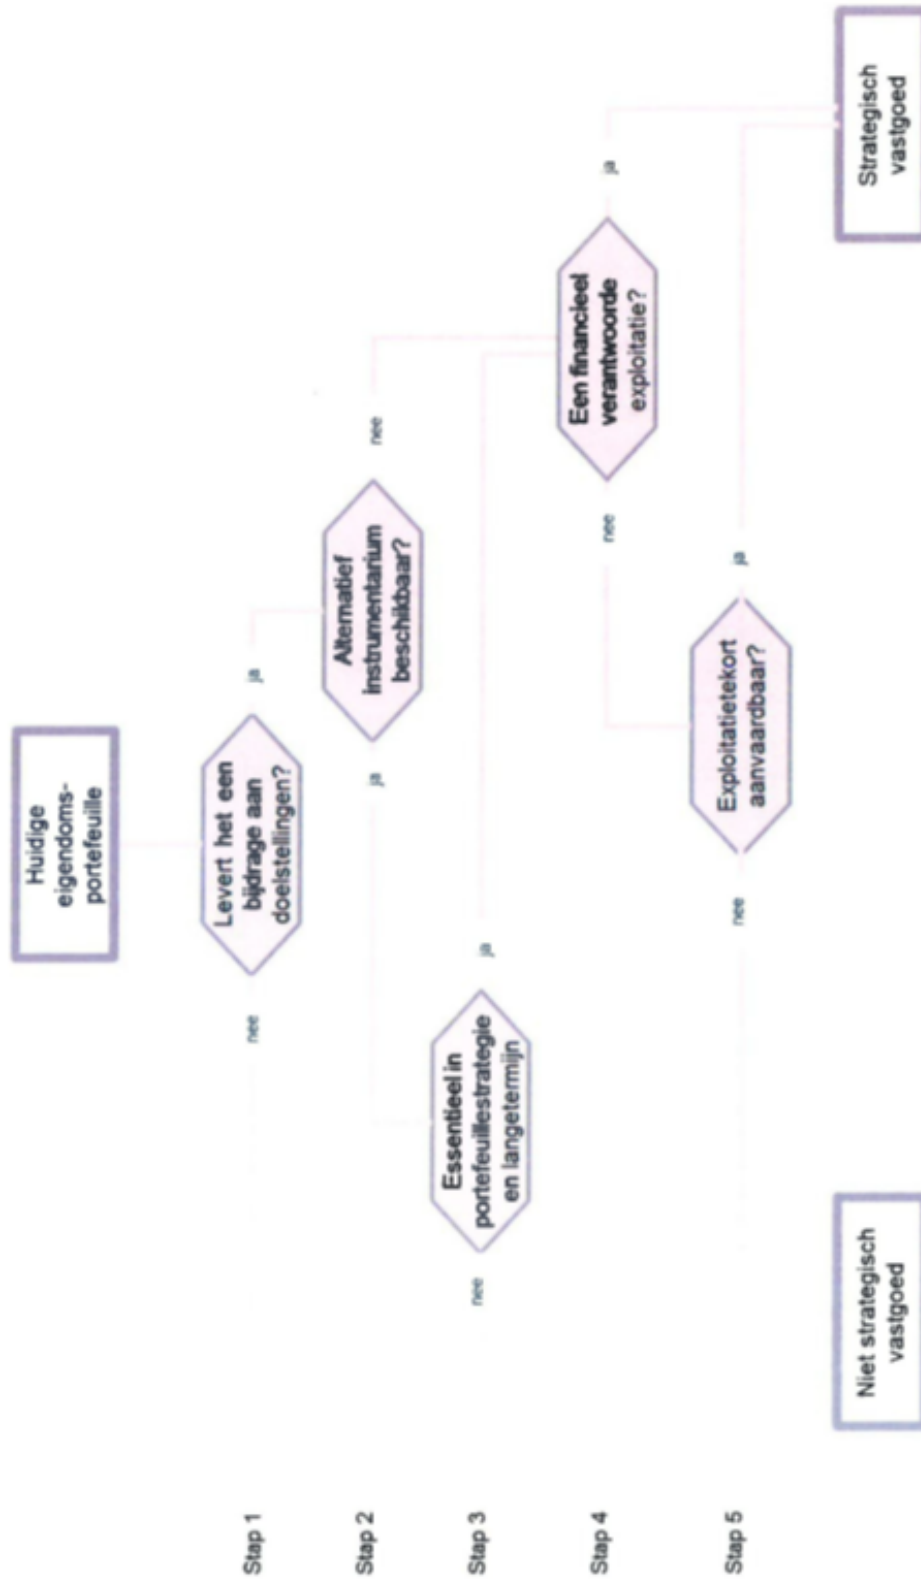 Huidige
eigendoms-
portefeuille
Stap 1
nee
Levert het een
bijdrage aan
doelstellingen?
ja
Stap 2
ja
Alternatief
instrumentarium
beschikbaar?
nee
Stap 3
nee
Essentieel in
portefeuillestrategie
en langetermijn
ja
Stap 4
nee
Een financieel
verantwoorde
exploitatie?
ja
Stap 5
nee
Exploitatietekort
aanvaardbaar?
ja
Niet strategisch
vastgoed
Strategisch
vastgoed